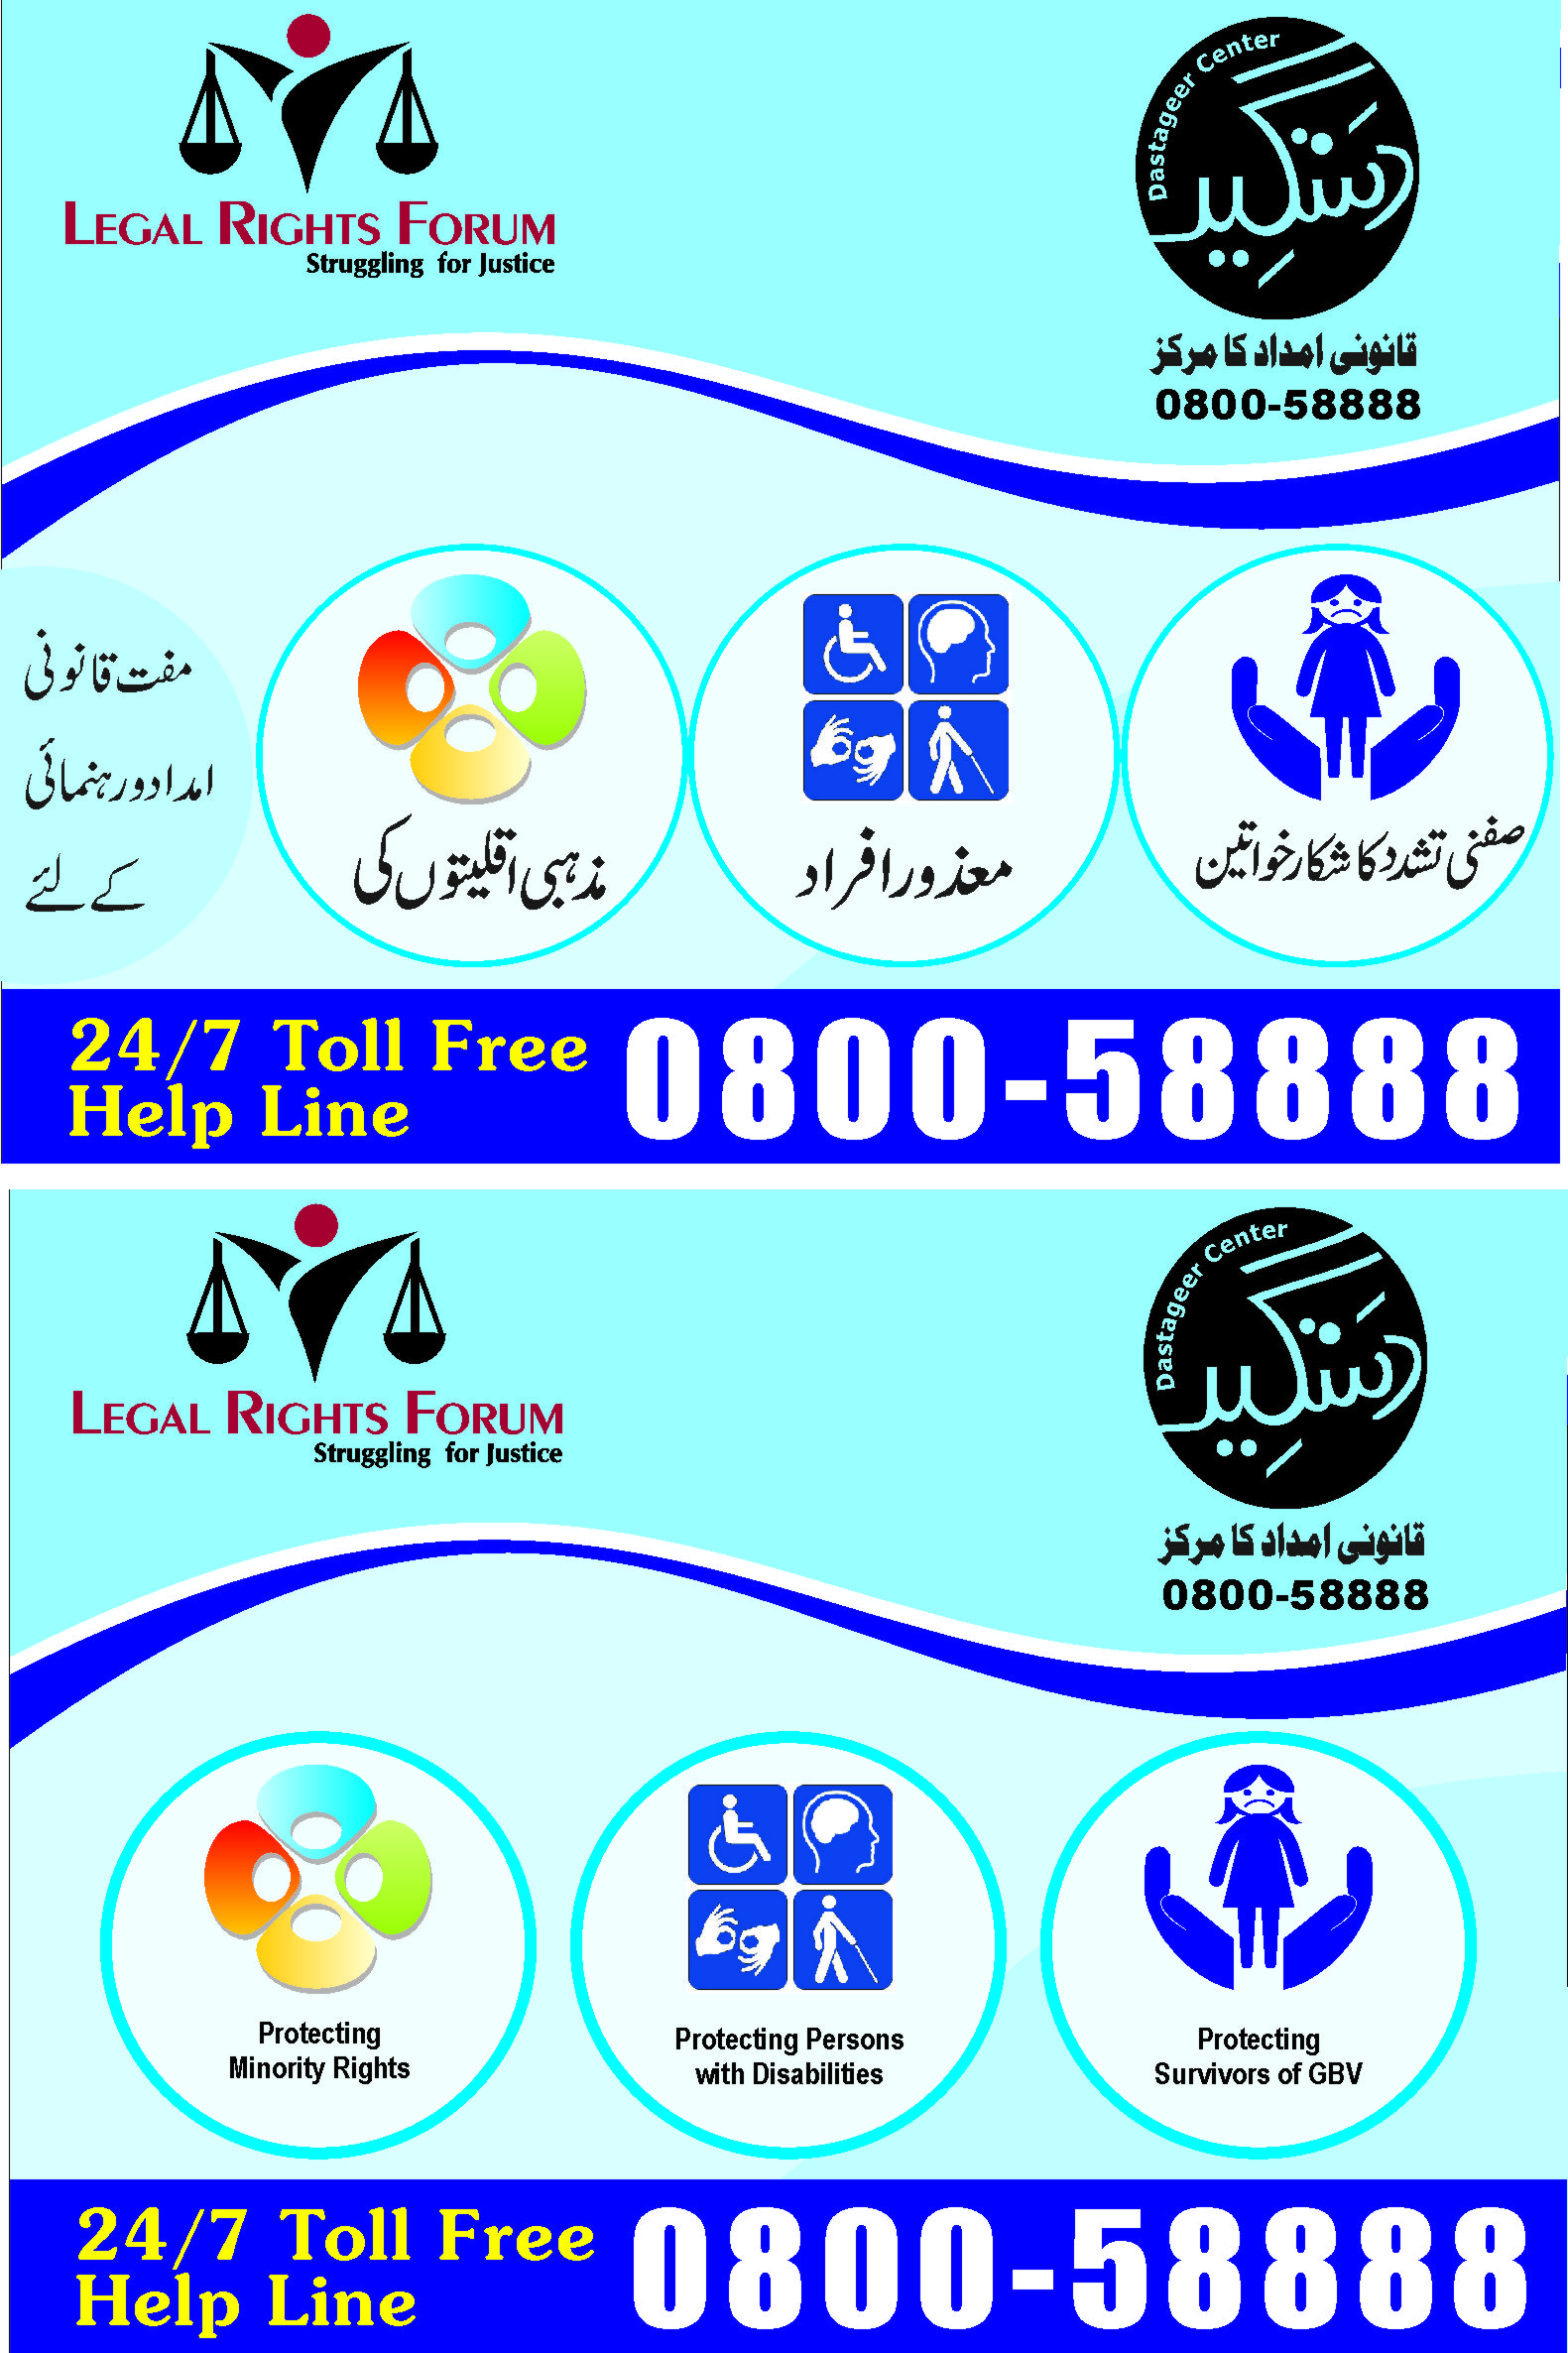 LEGAL RIGHTS FORUM
Struggling for Justice
Dastageer Center
دستگیر
قانونی امداد کا مرکز
0800-58888
صفنی تشدد کا شکار خواتین
معذور افراد
مذہبی اقلیتوں کی
مفت قانونی
امداد و رہنمائی
کے لئے
24/7 Toll Free
Help Line
0800-58888
LEGAL RIGHTS FORUM
Struggling for Justice
Dastageer Center
دستگیر
قانونی امداد کا مرکز
0800-58888
Protecting
Minority Rights
Protecting Persons
with Disabilities
Protecting
Survivors of GBV
24/7 Toll Free
Help Line
0800-58888